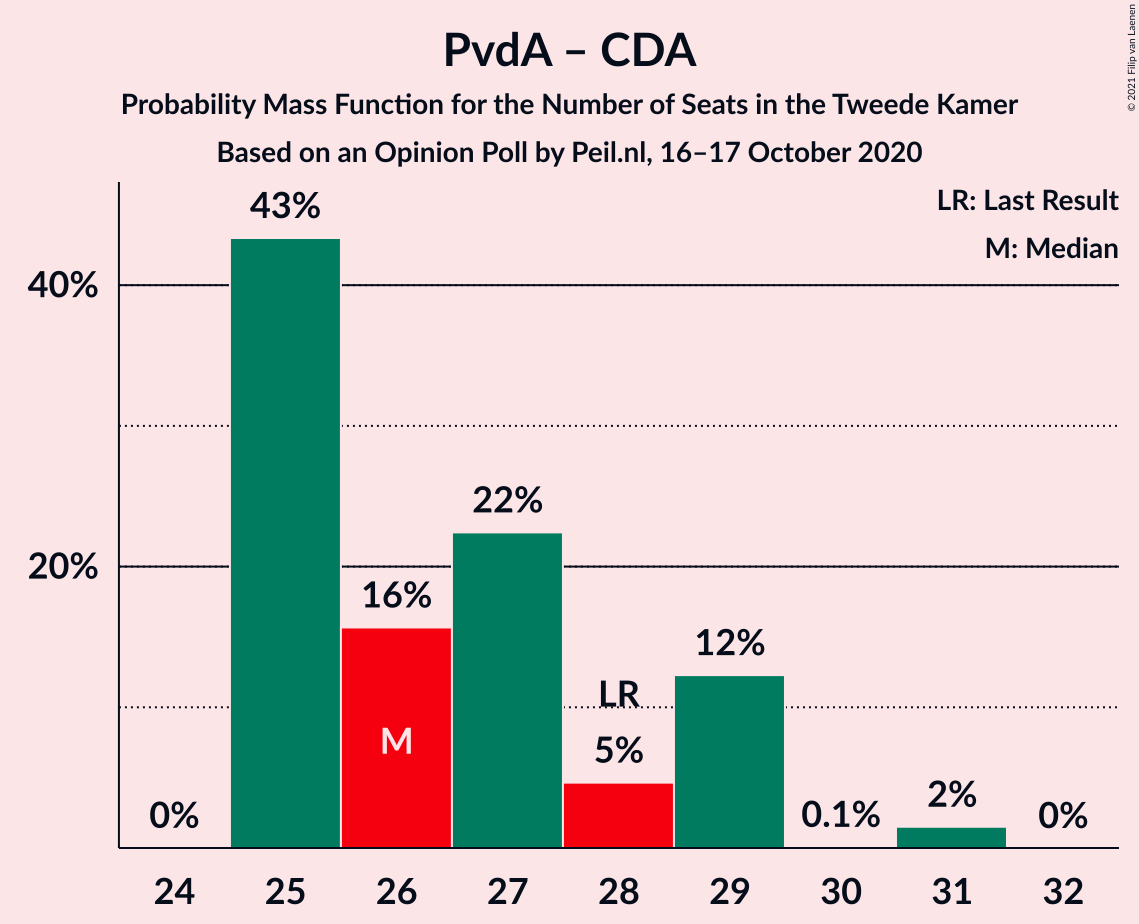 PvdA – CDA
Probability Mass Function for the Number of Seats in the Tweede Kamer
Based on an Opinion Poll by Peil.nl, 16–17 October 2020
© 2021 Filip van Laenen
LR: Last Result
M: Median
40%
20%
0%
43%
16%
M
22%
LR
5%
12%
0.1%
2%
0%
24 25 26 27 28 29 30 31 32